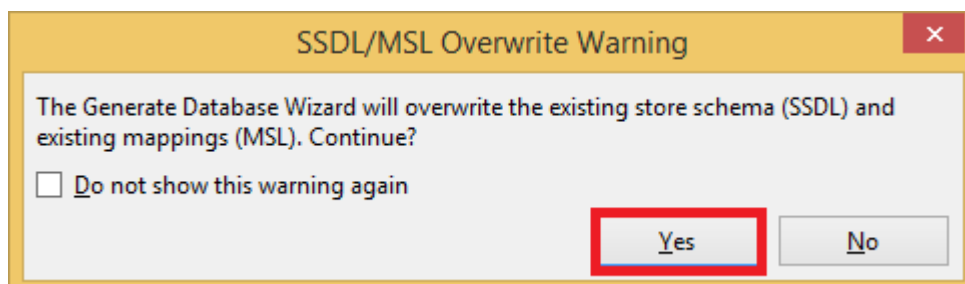 SSDL/MSL Overwrite Warning
The Generate Database Wizard will overwrite the existing store schema (SSDL) and
existing mappings (MSL). Continue?
Do not show this warning again
Yes No